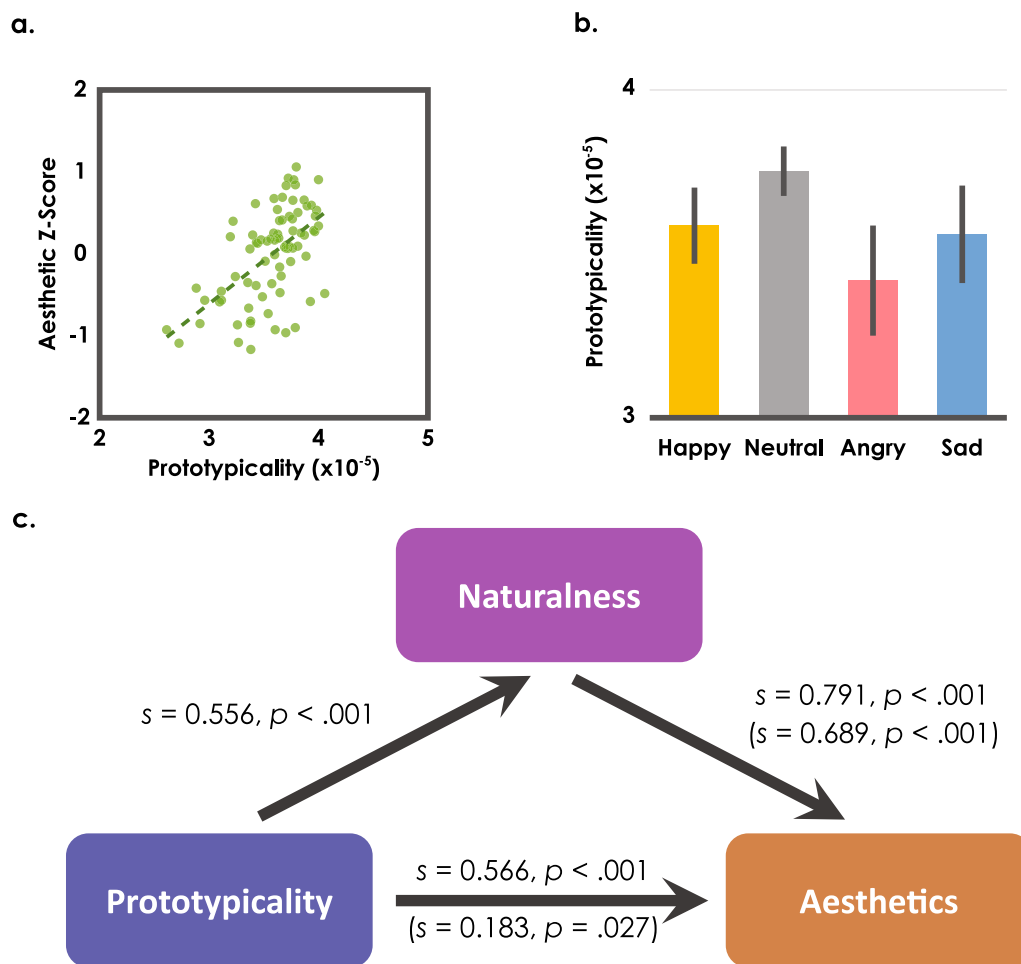 a.
2
1
0
-1
-2
Aesthetic Z-Score
2 3 4 5
Prototypicality (x10⁻⁵)
b.
4
3
Prototypicality (x10⁻⁵)
Happy Neutral Angry Sad
c.
Naturalness
s = 0.556, p < .001
s = 0.791, p < .001
(s = 0.689, p < .001)
Prototypicality
s = 0.566, p < .001
(s = 0.183, p = .027)
Aesthetics